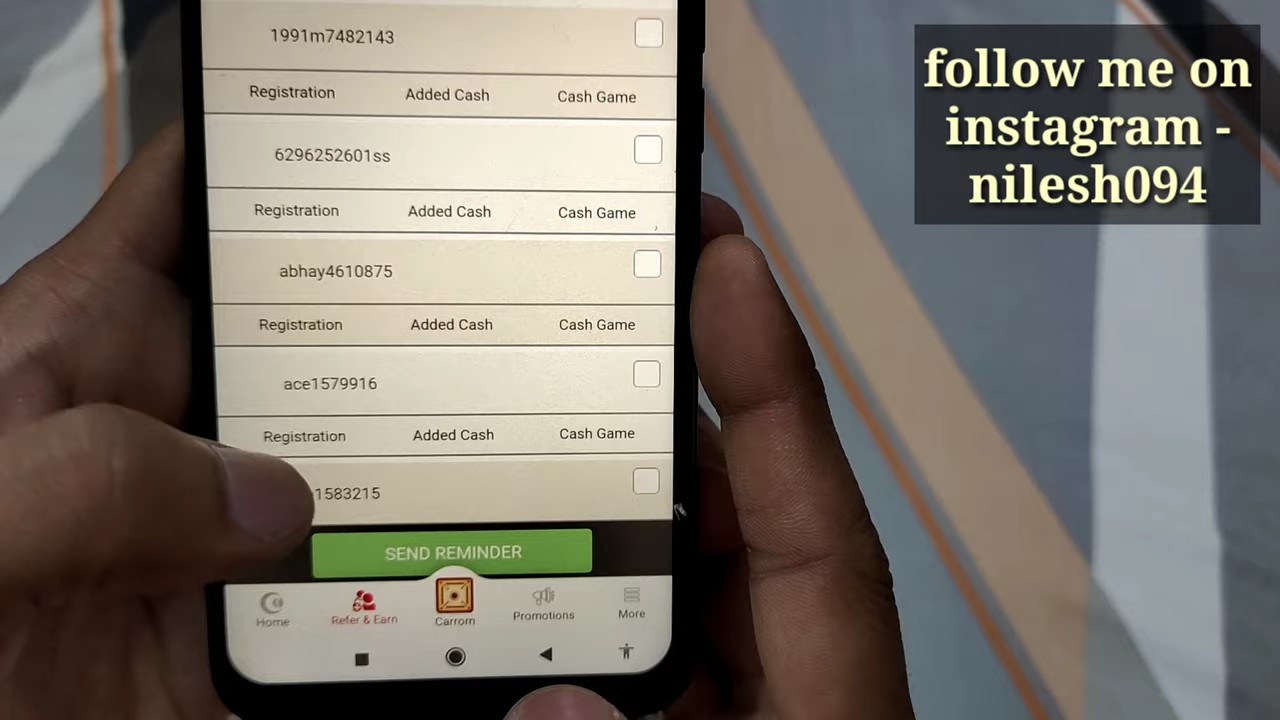 1991m7482143
Registration Added Cash Cash Game
6296252601ss
Registration Added Cash Cash Game
abhay4610875
Registration Added Cash Cash Game
ace1579916
Registration Added Cash Cash Game
1583215
SEND REMINDER
Home Refer & Earn Carrom Promotions More
follow me on
instagram -
nilesh094